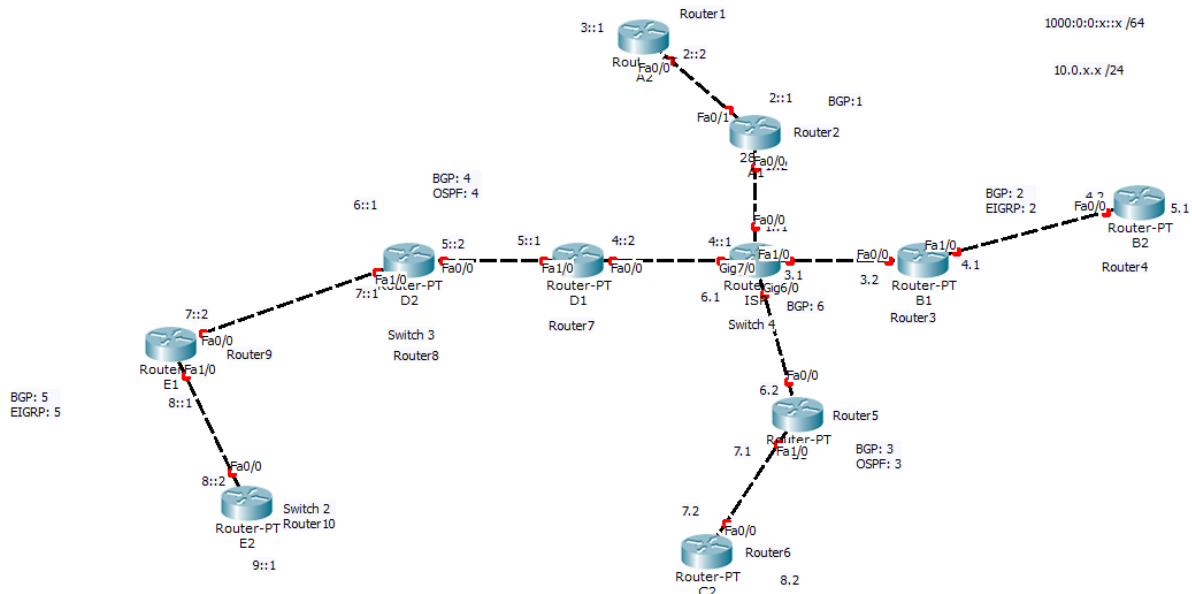 Router1
3::1
1000:0:0:x::x /64
2::2
Fa0/0
A2
10.0.x.x /24
2::1
BGP:1
Fa0/1
Router2
28
Fa0/0
A1
BGP: 4
OSPF: 4
BGP: 2
EIGRP: 2
4.2
Fa0/0
5.1
6::1
Fa0/0
1::1
Router-PT
B2
5::2
5::1
4::2
4::1
Fa1/0
Fa0/0
Fa1/0
Fa0/0
Fa1/0
Fa0/0
Gig7/0
3.1
3.2
4.1
Router4
Fa1/0
7::1
Router-PT
D2
Router-PT
D1
6.1
ISP
Gig6/0
BGP: 6
Router-PT
B1
Router3
7::2
Fa0/0
Switch 3
Router8
Router7
Switch 4
Router9
Fa1/0
E1
Fa0/0
BGP: 5
EIGRP: 5
8::1
6.2
Router5
Router-PT
7.1
Fa1/0
BGP: 3
OSPF: 3
Fa0/0
8::2
Switch 2
Router10
Router-PT
E2
7.2
Fa0/0
Router6
9::1
Router-PT
C2
8.2